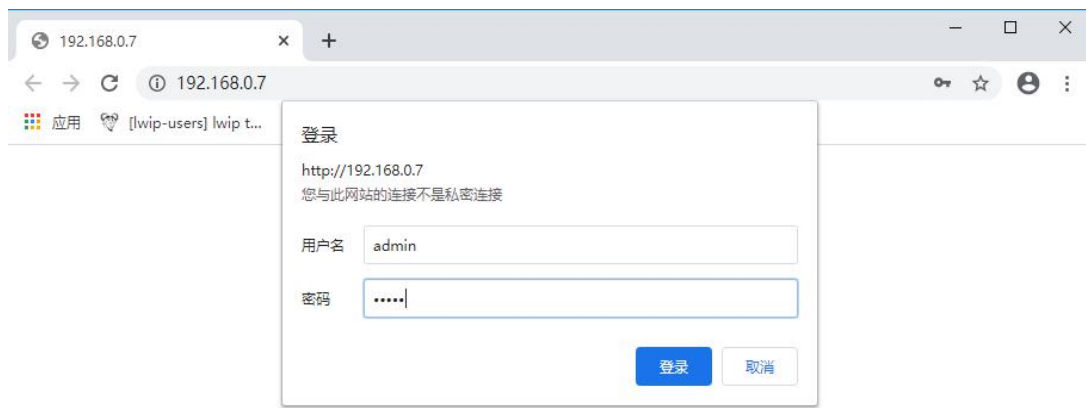 192.168.0.7
192.168.0.7
应用 [lwip-users] lwip t...
登录
http://192.168.0.7
您与此网站的连接不是私密连接
用户名 admin
密码 •••••
登录 取消